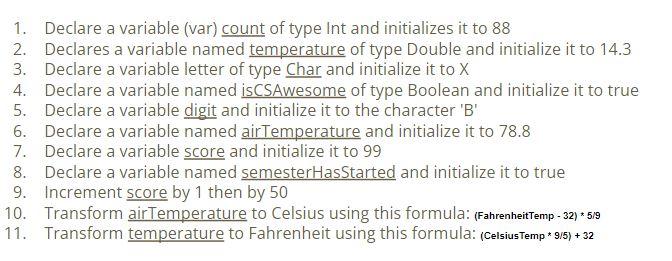 1. Declare a variable (var) count of type Int and initializes it to 88
2. Declares a variable named temperature of type Double and initialize it to 14.3
3. Declare a variable letter of type Char and initialize it to X
4. Declare a variable named isCSAwesome of type Boolean and initialize it to true
5. Declare a variable digit and initialize it to the character 'B'
6. Declare a variable named airTemperature and initialize it to 78.8
7. Declare a variable score and initialize it to 99
8. Declare a variable named semesterHasStarted and initialize it to true
9. Increment score by 1 then by 50
10. Transform airTemperature to Celsius using this formula: (FahrenheitTemp - 32) * 5/9
11. Transform temperature to Fahrenheit using this formula: (CelsiusTemp * 9/5) + 32